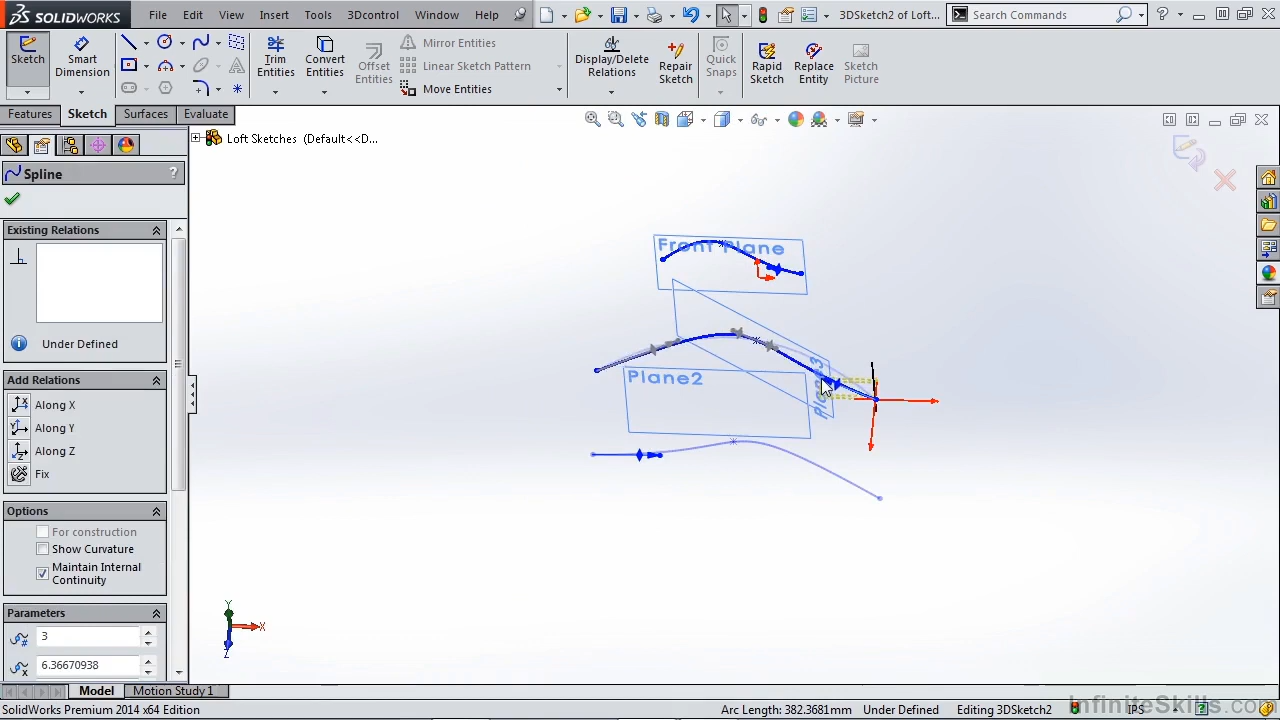 SOLIDWORKS
File Edit View Insert Tools 3Dcontrol Window Help
3DSketch2 of Loft...
Search Commands
Sketch
Smart Dimension
Trim Entities
Convert Entities
Offset Entities
Mirror Entities
Linear Sketch Pattern
Move Entities
Display/Delete Relations
Repair Sketch
Quick Snaps
Rapid Sketch
Replace Entity
Sketch Picture
Features Sketch Surfaces Evaluate
Loft Sketches (Default<<D...
Spline
?
Existing Relations
Under Defined
Add Relations
Along X
Along Y
Along Z
Fix
Options
For construction
Show Curvature
Maintain Internal
Continuity
Parameters
3
6.36670938
Front Plane
Plane3
Plane2
Y
X
Z
Model Motion Study 1
InfiniteSkills.com
SolidWorks Premium 2014 x64 Edition
Arc Length: 382.3681mm Under Defined Editing 3DSketch2 IPS